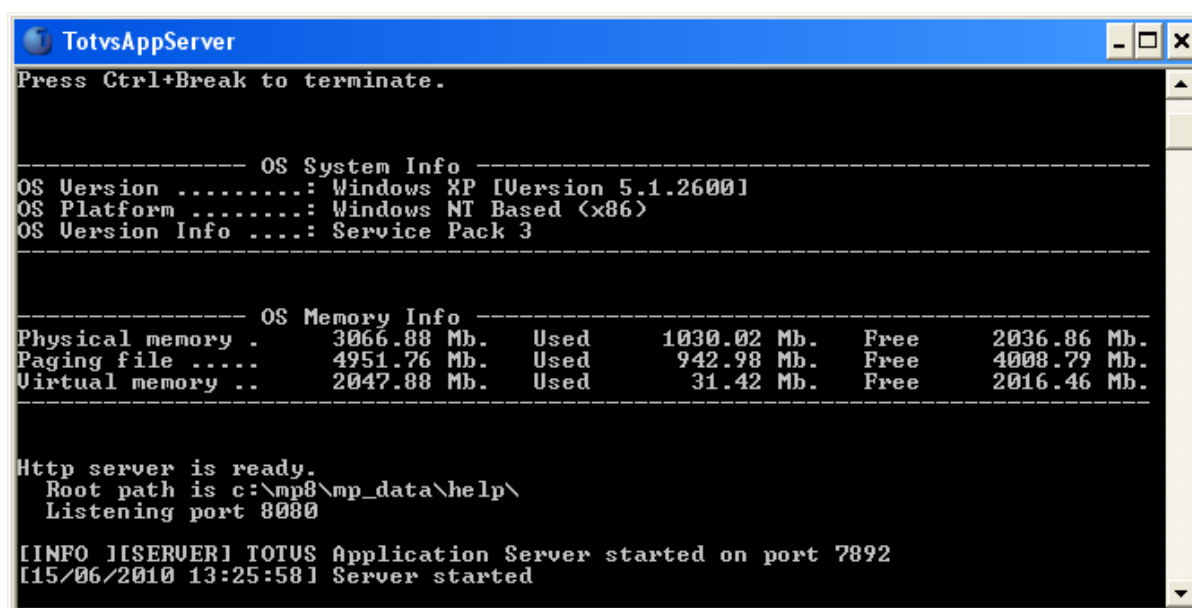 TotvsAppServer
Press Ctrl+Break to terminate.
---------------- OS System Info -----------------------------------------------
OS Version .........: Windows XP [Version 5.1.2600]
OS Platform ........: Windows NT Based (x86)
OS Version Info ....: Service Pack 3
-------------------------------------------------------------------------------
---------------- OS Memory Info -----------------------------------------------
Physical memory .     3066.88 Mb.   Used     1030.02 Mb.   Free     2036.86 Mb.
Paging file .....     4951.76 Mb.   Used      942.98 Mb.   Free     4008.79 Mb.
Virtual memory ..     2047.88 Mb.   Used       31.42 Mb.   Free     2016.46 Mb.
-------------------------------------------------------------------------------
Http server is ready.
  Root path is c:\mp8\mp_data\help\
  Listening port 8080
[INFO ][SERVER] TOTVS Application Server started on port 7892
[15/06/2010 13:25:58] Server started